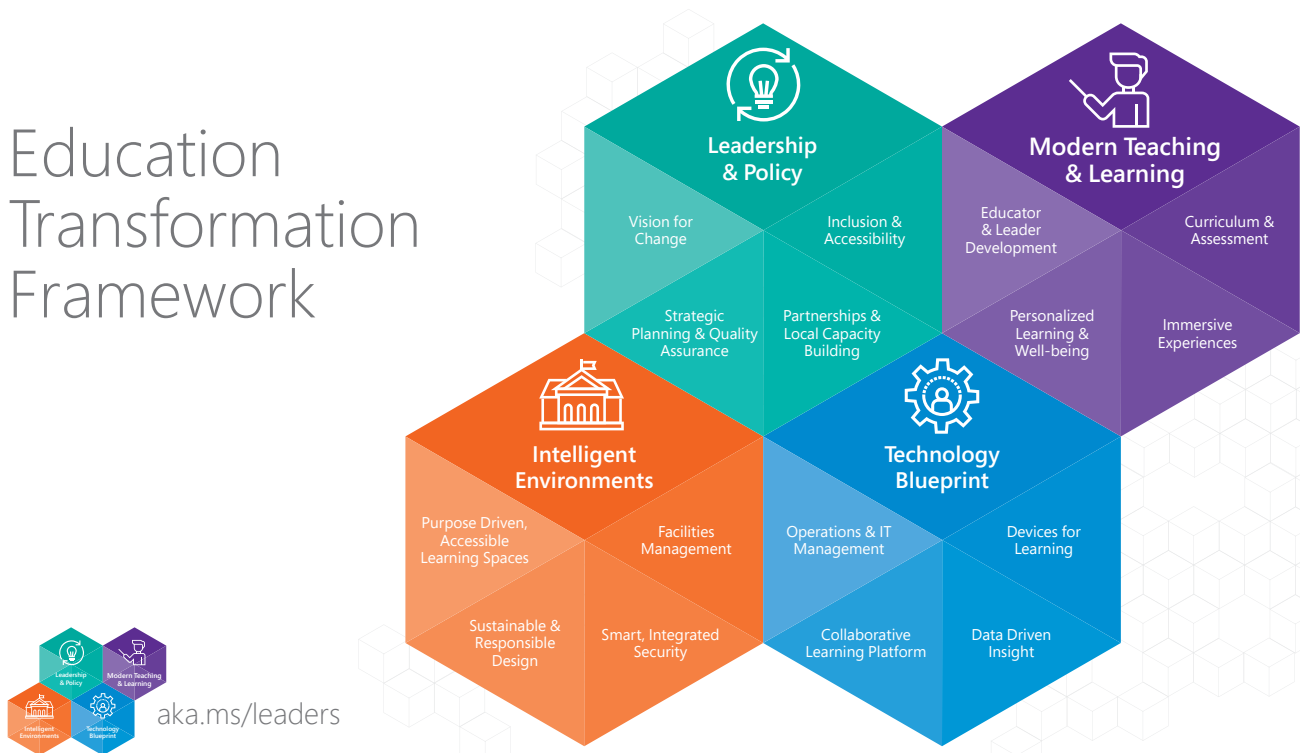 Education
Transformation
Framework
Leadership
& Policy
Vision for
Change
Inclusion &
Accessibility
Strategic
Planning & Quality
Assurance
Partnerships &
Local Capacity
Building
Modern Teaching
& Learning
Educator
& Leader
Development
Curriculum &
Assessment
Personalized
Learning &
Well-being
Immersive
Experiences
Intelligent
Environments
Purpose Driven,
Accessible
Learning Spaces
Facilities
Management
Sustainable &
Responsible
Design
Smart, Integrated
Security
Technology
Blueprint
Operations & IT
Management
Devices for
Learning
Collaborative
Learning Platform
Data Driven
Insight
Leadership
& Policy
Modern Teaching
& Learning
Intelligent
Environments
Technology
Blueprint
aka.ms/leaders